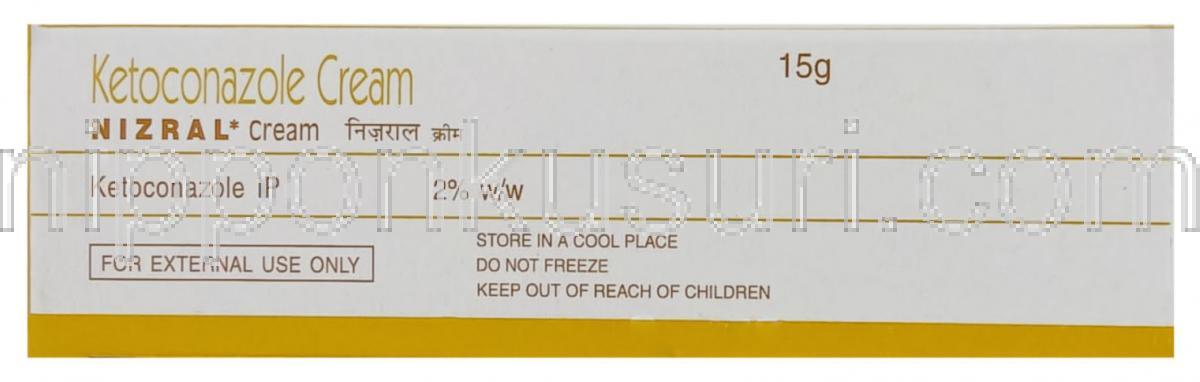 Ketoconazole Cream
15g
NIZRAL* Cream निज़राल क्रीम
Ketoconazole IP 2% w/w
FOR EXTERNAL USE ONLY
STORE IN A COOL PLACE
DO NOT FREEZE
KEEP OUT OF REACH OF CHILDREN
nipponkusuri.com